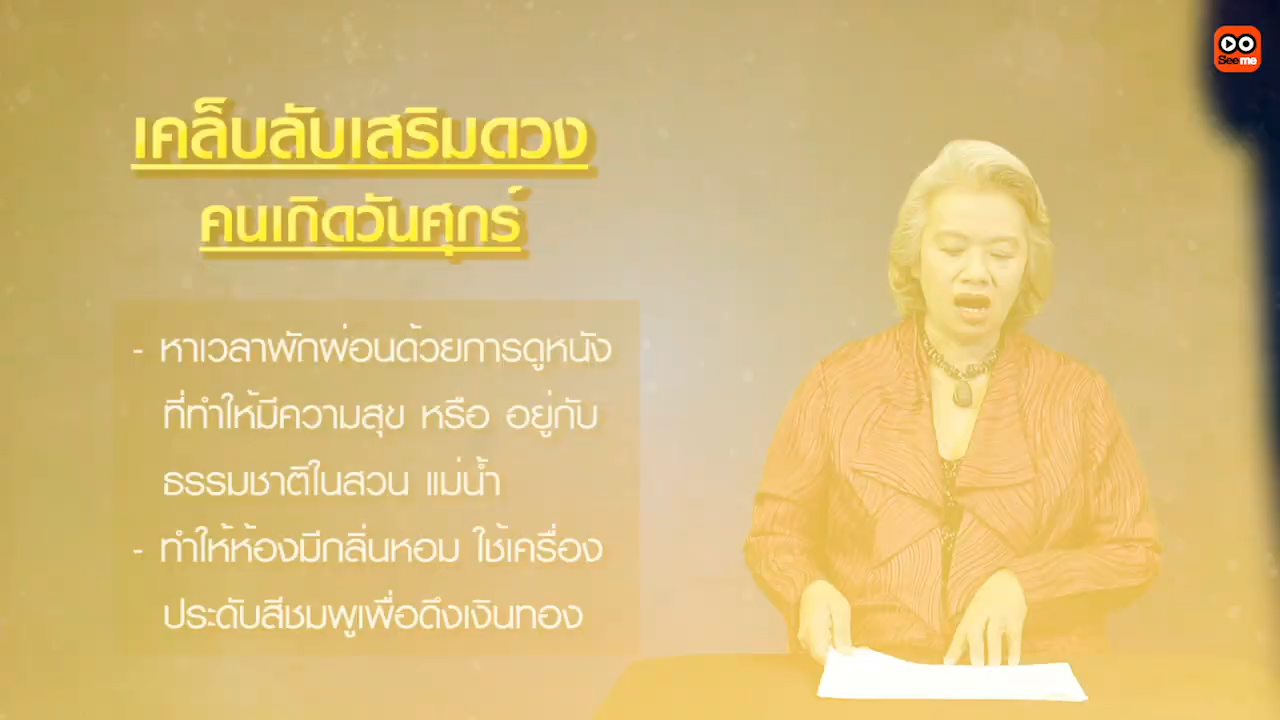 See me
เคล็บลับเสริมดวง
คนเกิดวันศุกร์
- หาเวลาพักผ่อนด้วยการดูหนัง
ที่ทำให้มีความสุข หรือ อยู่กับ
ธรรมชาติในสวน แม่น้ำ
- ทำให้ห้องมีกลิ่นหอม ใช้เครื่อง
ประดับสีชมพูเพื่อดึงเงินทอง